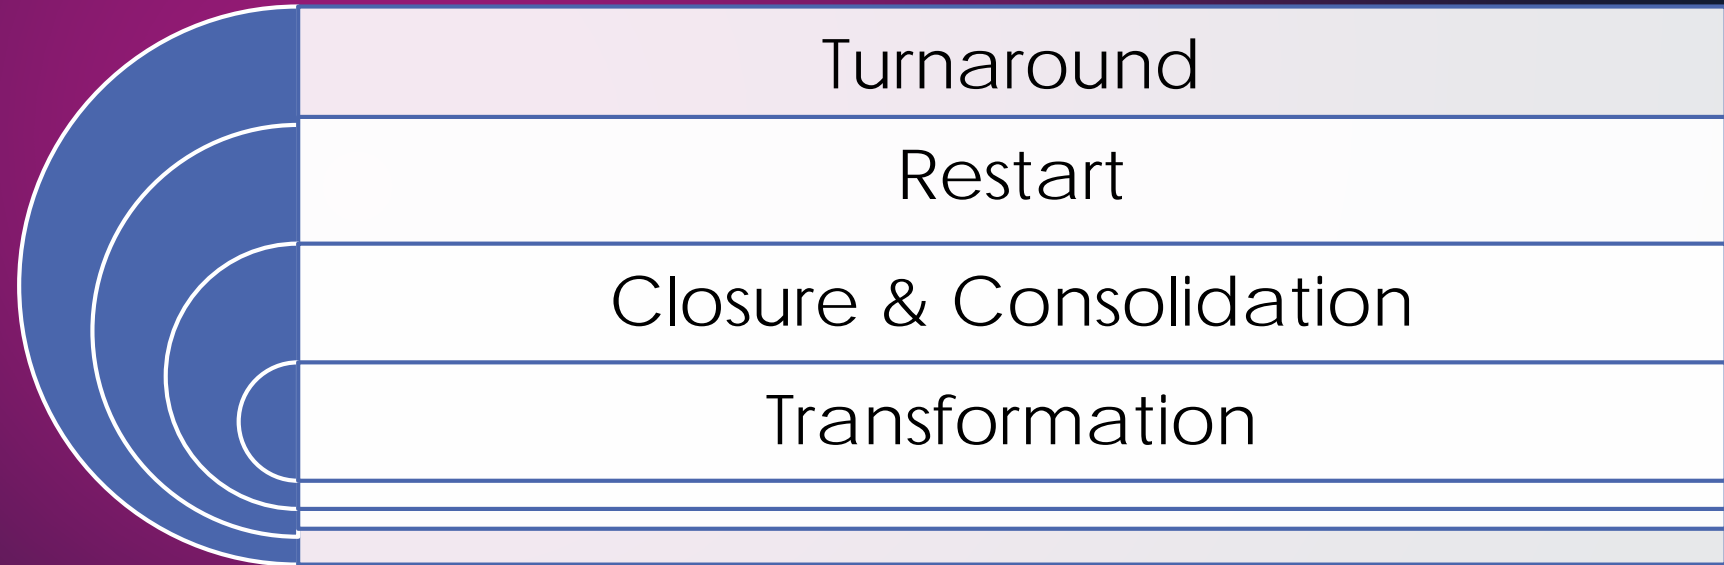 Turnaround
Restart
Closure & Consolidation
Transformation